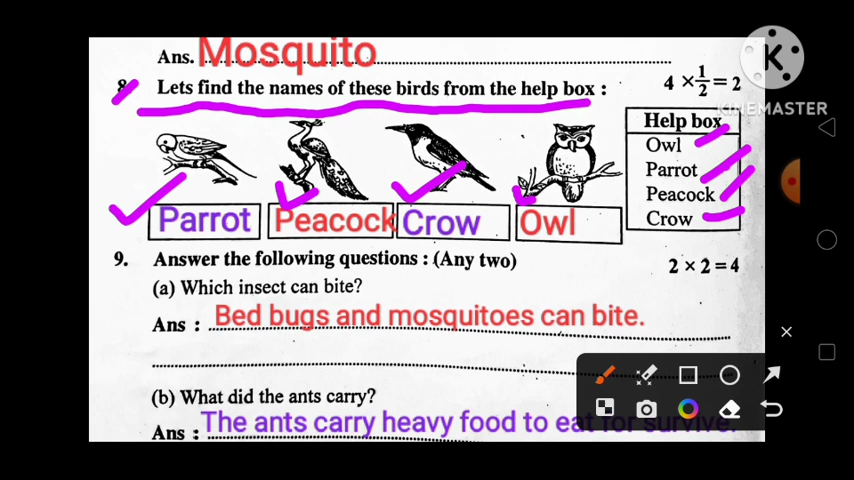 Ans. Mosquito
8. Lets find the names of these birds from the help box :
4 × 1/2 = 2
KINEMASTER
Help box
Owl
Parrot
Peacock
Crow
Parrot Peacock Crow Owl
9. Answer the following questions : (Any two)
2 × 2 = 4
(a) Which insect can bite?
Ans : Bed bugs and mosquitoes can bite.
(b) What did the ants carry?
Ans : The ants carry heavy food to eat for survive.